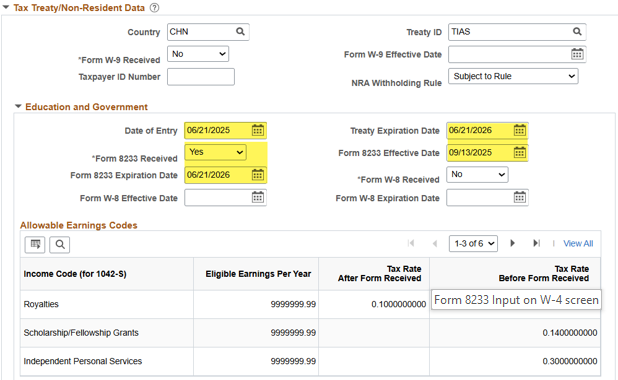 Tax Treaty/Non-Resident Data ?
Country CHN Treaty ID TIAS
*Form W-9 Received No Form W-9 Effective Date
Taxpayer ID Number NRA Withholding Rule Subject to Rule
Education and Government
Date of Entry 06/21/2025 Treaty Expiration Date 06/21/2026
*Form 8233 Received Yes Form 8233 Effective Date 09/13/2025
Form 8233 Expiration Date 06/21/2026 *Form W-8 Received No
Form W-8 Effective Date Form W-8 Expiration Date
Allowable Earnings Codes
1-3 of 6 View All
Income Code (for 1042-S) Eligible Earnings Per Year Tax Rate After Form Received Tax Rate Before Form Received
Royalties 9999999.99 0.1000000000
Form 8233 Input on W-4 screen
Scholarship/Fellowship Grants 9999999.99 0.1400000000
Independent Personal Services 9999999.99 0.3000000000